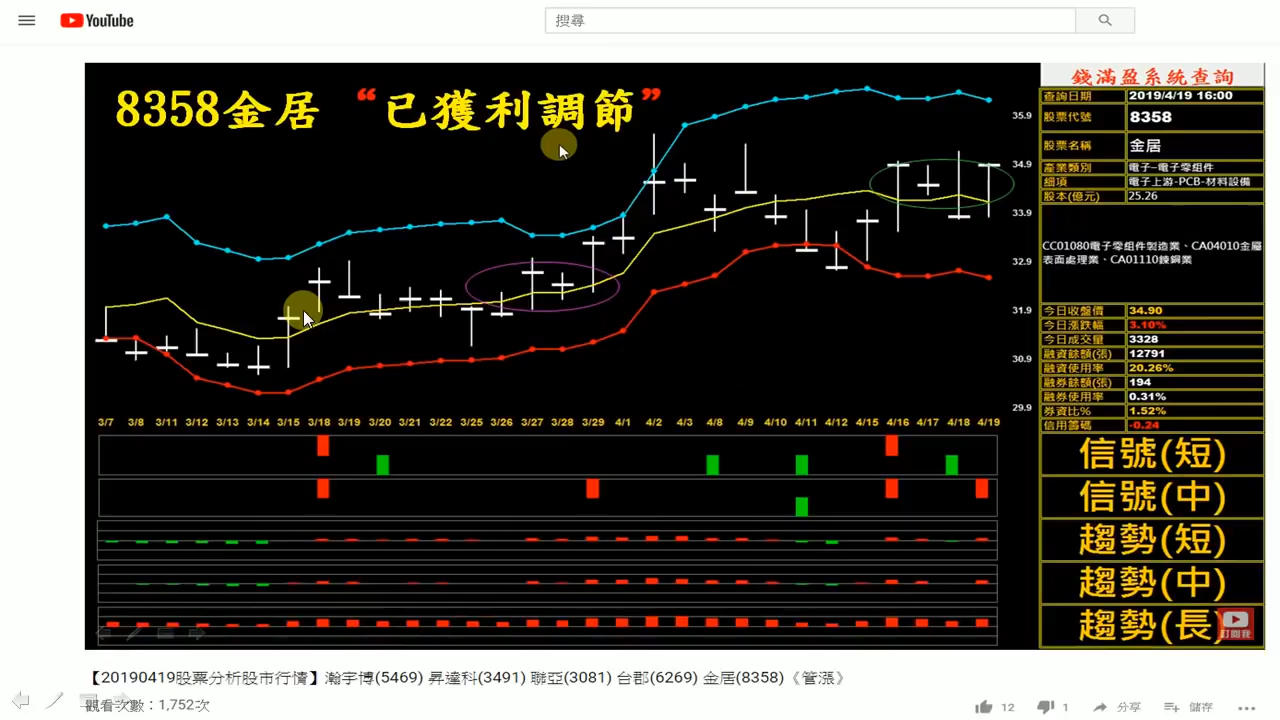 YouTube
搜尋
8358金居 “已獲利調節”
錢滿盈系統查詢
查詢日期 2019/4/19 16:00
股票代號 8358
股票名稱 金居
產業類別 電子-電子零組件
細項 電子上游-PCB-材料設備
股本(億元) 25.26
CC01080電子零組件製造業、CA04010金屬
表面處理業、CA01110鍊銅業
今日收盤價 34.90
今日漲跌幅 3.10%
今日成交量 3328
融資餘額(張) 12791
融資使用率 20.26%
融券餘額(張) 194
融券使用率 0.31%
券資比% 1.52%
信用籌碼 -0.24
信號(短)
信號(中)
趨勢(短)
趨勢(中)
趨勢(長)
訂閱我
35.9
34.9
33.9
32.9
31.9
30.9
29.9
3/7 3/8 3/11 3/12 3/13 3/14 3/15 3/18 3/19 3/20 3/21 3/22 3/25 3/26 3/27 3/28 3/29 4/1 4/2 4/3 4/8 4/9 4/10 4/11 4/12 4/15 4/16 4/17 4/18 4/19
【20190419股票分析股市行情】瀚宇博(5469) 昇達科(3491) 聯亞(3081) 台郡(6269) 金居(8358)《管漲》
觀看次數：1,752次
12 1 分享 儲存